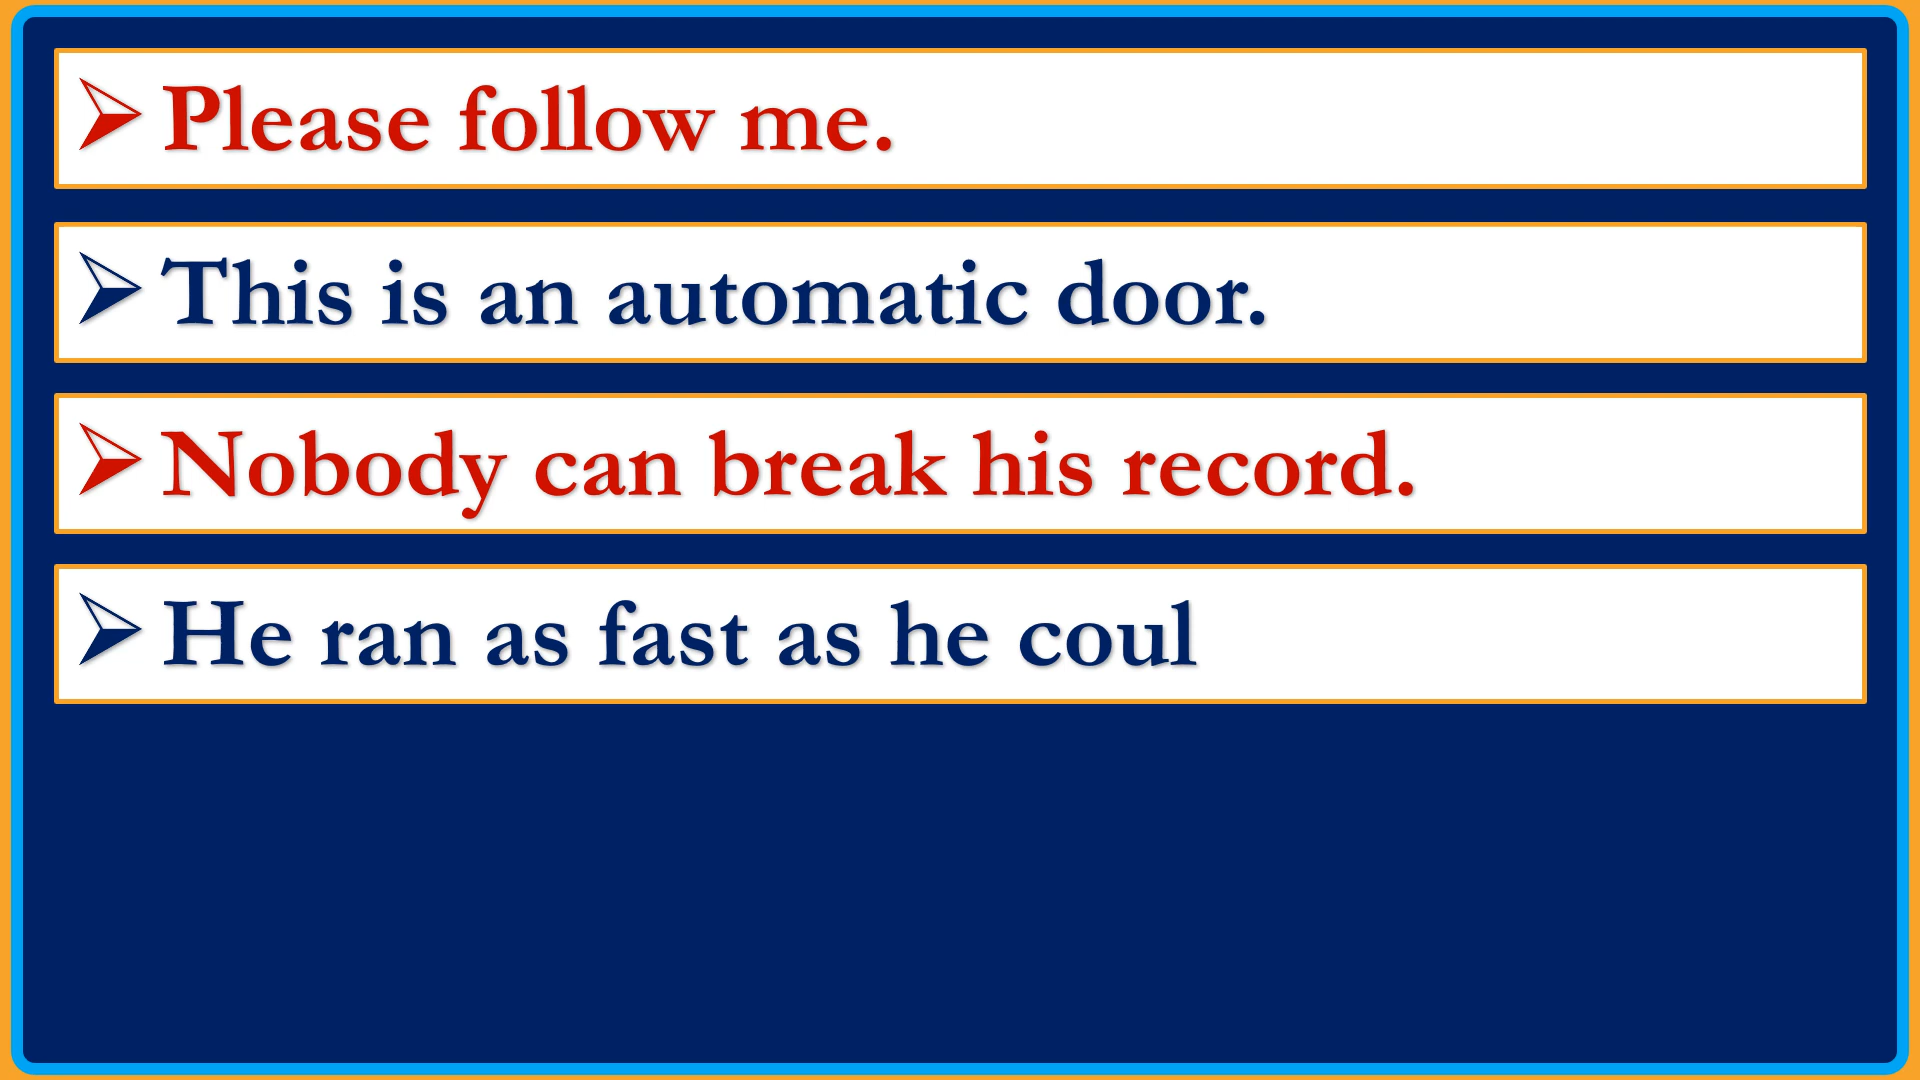 Please follow me.
This is an automatic door.
Nobody can break his record.
He ran as fast as he coul